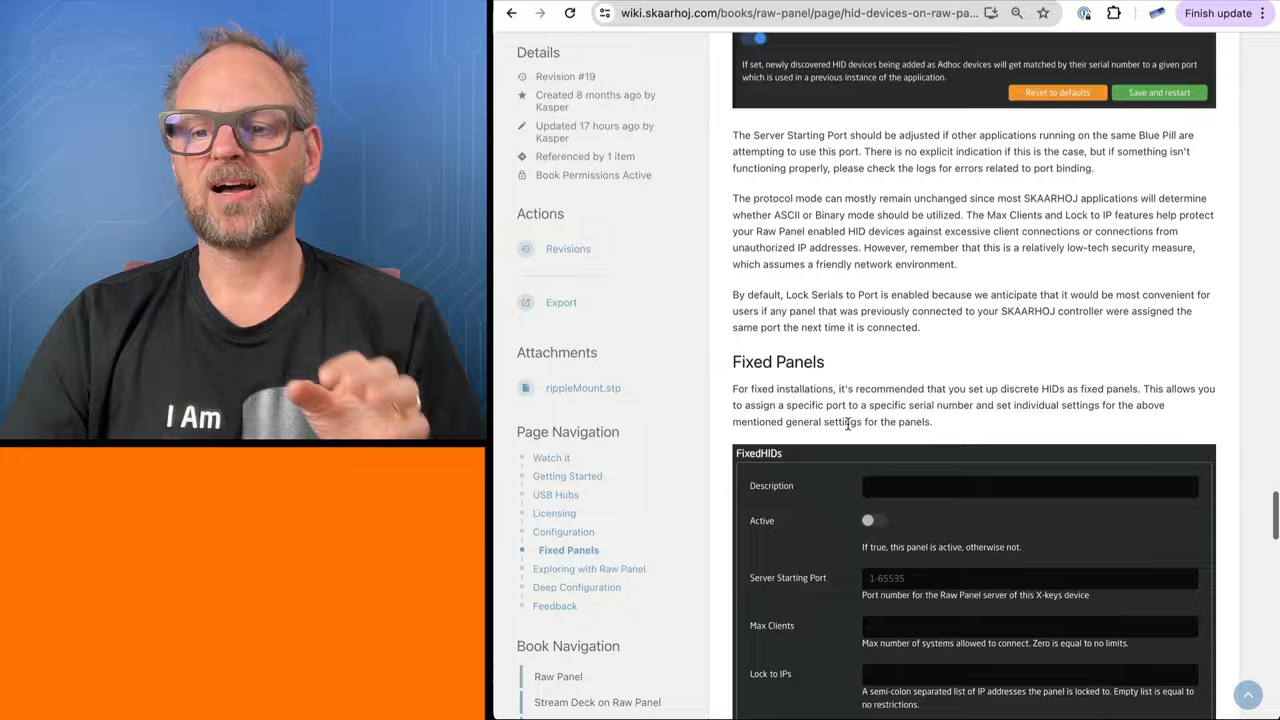 wiki.skaarhoj.com/books/raw-panel/page/hid-devices-on-raw-pa...
Finish update
Details
Revision #19
Created 8 months ago by
Kasper
Updated 17 hours ago by
Kasper
Referenced by 1 item
Book Permissions Active
Actions
Revisions
Export
Attachments
rippleMount.stp
Page Navigation
Watch it
Getting Started
USB Hubs
Licensing
Configuration
Fixed Panels
Exploring with Raw Panel
Deep Configuration
Feedback
Book Navigation
Raw Panel
Stream Deck on Raw Panel
If set, newly discovered HID devices being added as Adhoc devices will get matched by their serial number to a given port
which is used in a previous instance of the application.
Reset to defaults
Save and restart
The Server Starting Port should be adjusted if other applications running on the same Blue Pill are
attempting to use this port. There is no explicit indication if this is the case, but if something isn't
functioning properly, please check the logs for errors related to port binding.
The protocol mode can mostly remain unchanged since most SKAARHOJ applications will determine
whether ASCII or Binary mode should be utilized. The Max Clients and Lock to IP features help protect
your Raw Panel enabled HID devices against excessive client connections or connections from
unauthorized IP addresses. However, remember that this is a relatively low-tech security measure,
which assumes a friendly network environment.
By default, Lock Serials to Port is enabled because we anticipate that it would be most convenient for
users if any panel that was previously connected to your SKAARHOJ controller were assigned the
same port the next time it is connected.
Fixed Panels
For fixed installations, it's recommended that you set up discrete HIDs as fixed panels. This allows you
to assign a specific port to a specific serial number and set individual settings for the above
mentioned general settings for the panels.
FixedHIDs
Description
Active
If true, this panel is active, otherwise not.
Server Starting Port
1-65535
Port number for the Raw Panel server of this X-keys device
Max Clients
Max number of systems allowed to connect. Zero is equal to no limits.
Lock to IPs
A semi-colon separated list of IP addresses the panel is locked to. Empty list is equal to
no restrictions.
I Am